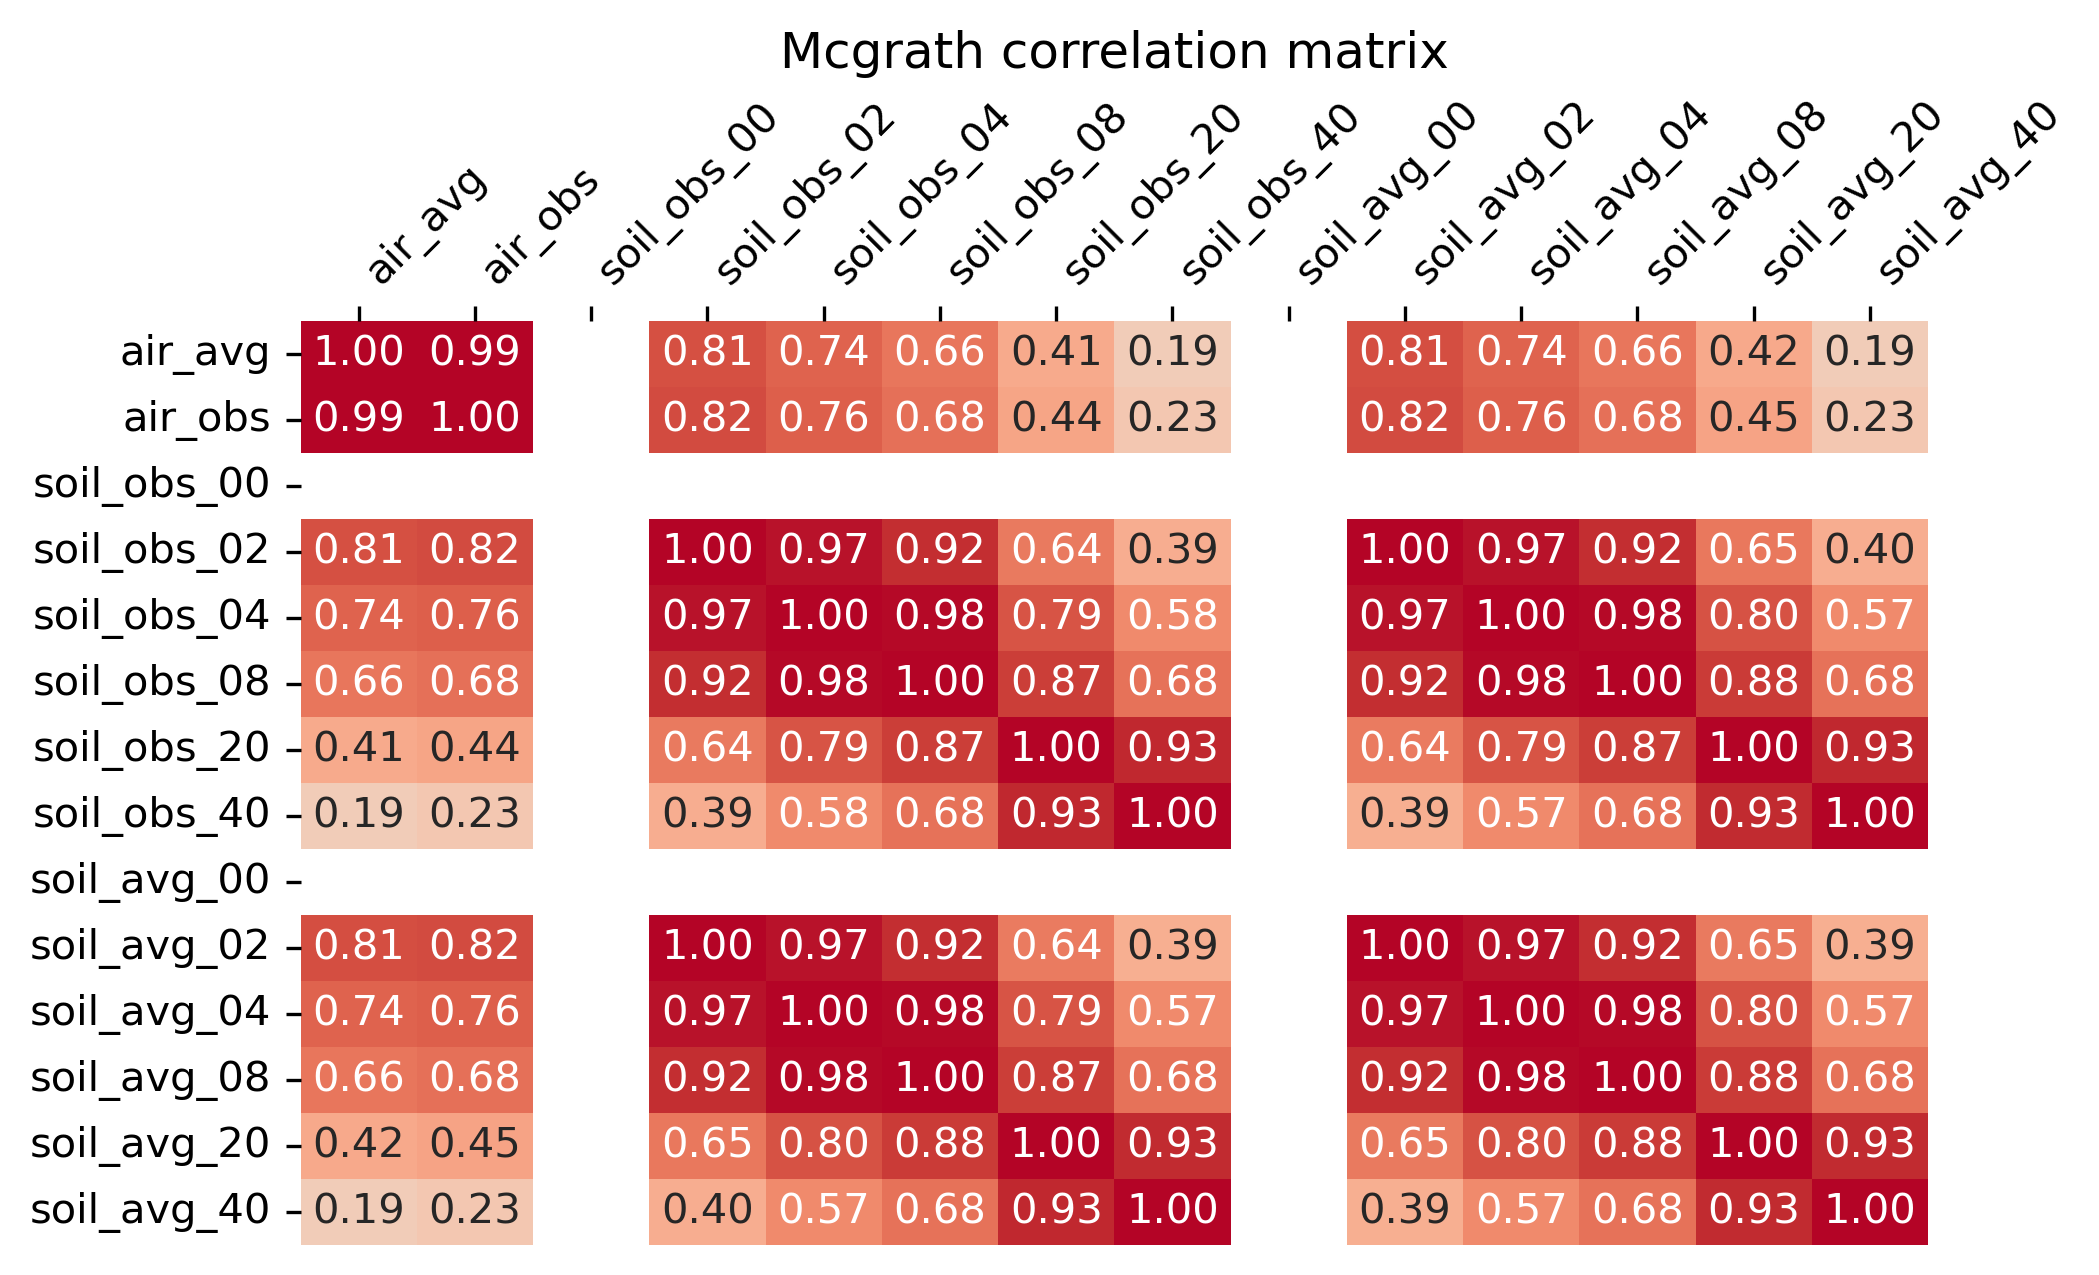 Mcgrath correlation matrix
air_avg air_obs soil_obs_00 soil_obs_02 soil_obs_04 soil_obs_08 soil_obs_20 soil_obs_40 soil_avg_00 soil_avg_02 soil_avg_04 soil_avg_08 soil_avg_20 soil_avg_40
air_avg 1.00 0.99 0.81 0.74 0.66 0.41 0.19 0.81 0.74 0.66 0.42 0.19
air_obs 0.99 1.00 0.82 0.76 0.68 0.44 0.23 0.82 0.76 0.68 0.45 0.23
soil_obs_00
soil_obs_02 0.81 0.82 1.00 0.97 0.92 0.64 0.39 1.00 0.97 0.92 0.65 0.40
soil_obs_04 0.74 0.76 0.97 1.00 0.98 0.79 0.58 0.97 1.00 0.98 0.80 0.57
soil_obs_08 0.66 0.68 0.92 0.98 1.00 0.87 0.68 0.92 0.98 1.00 0.88 0.68
soil_obs_20 0.41 0.44 0.64 0.79 0.87 1.00 0.93 0.64 0.79 0.87 1.00 0.93
soil_obs_40 0.19 0.23 0.39 0.58 0.68 0.93 1.00 0.39 0.57 0.68 0.93 1.00
soil_avg_00
soil_avg_02 0.81 0.82 1.00 0.97 0.92 0.64 0.39 1.00 0.97 0.92 0.65 0.39
soil_avg_04 0.74 0.76 0.97 1.00 0.98 0.79 0.57 0.97 1.00 0.98 0.80 0.57
soil_avg_08 0.66 0.68 0.92 0.98 1.00 0.87 0.68 0.92 0.98 1.00 0.88 0.68
soil_avg_20 0.42 0.45 0.65 0.80 0.88 1.00 0.93 0.65 0.80 0.88 1.00 0.93
soil_avg_40 0.19 0.23 0.40 0.57 0.68 0.93 1.00 0.39 0.57 0.68 0.93 1.00